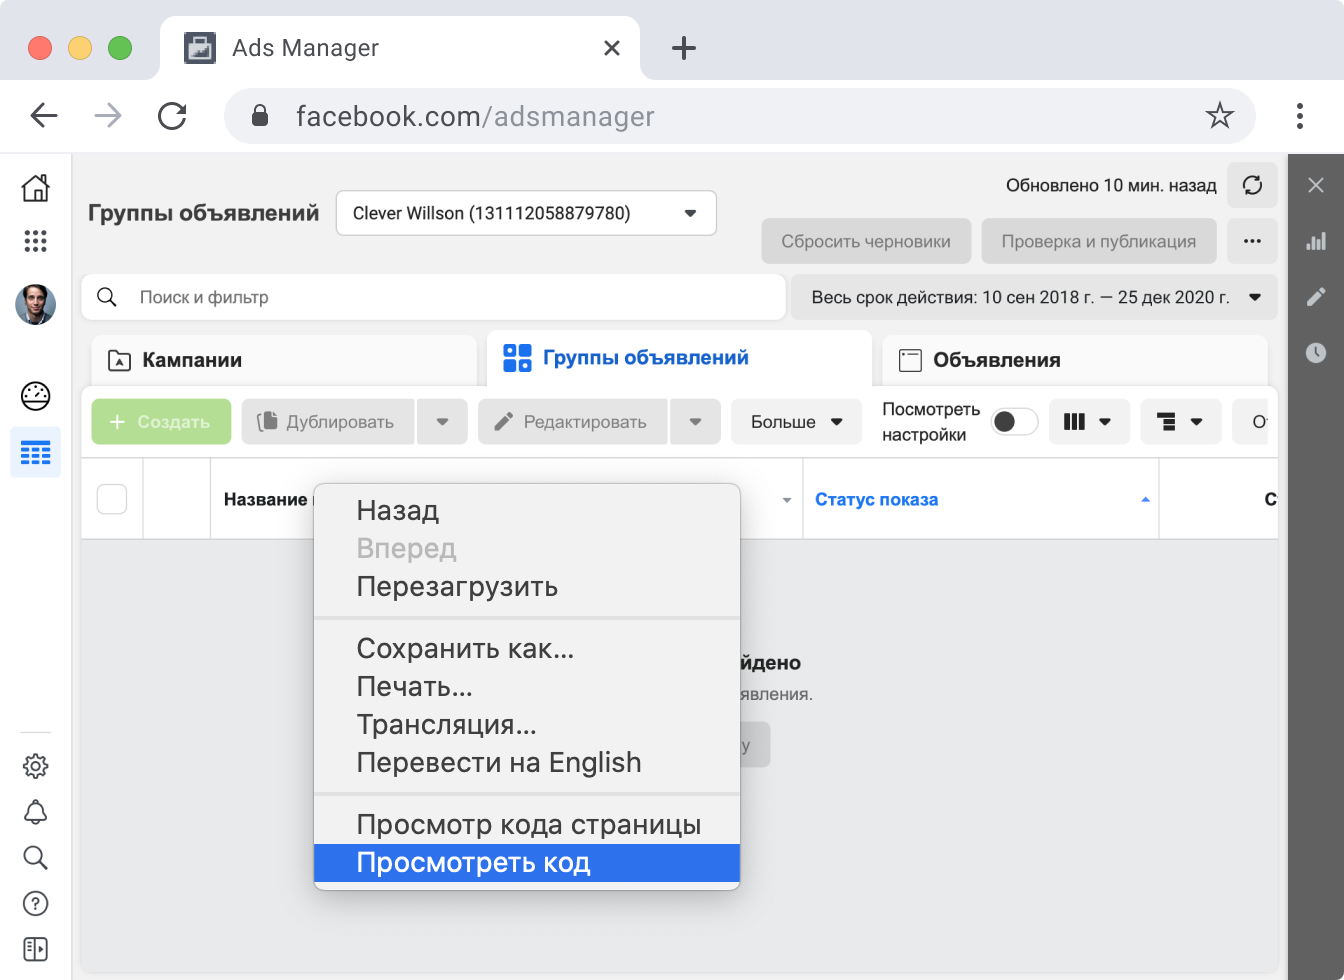 Ads Manager
facebook.com/adsmanager
Обновлено 10 мин. назад
Группы объявлений
Clever Willson (131112058879780)
Сбросить черновики
Проверка и публикация
Поиск и фильтр
Весь срок действия: 10 сен 2018 г. — 25 дек 2020 г.
Кампании
Группы объявлений
Объявления
+ Создать
Дублировать
Редактировать
Больше
Посмотреть
настройки
Название
Статус показа
Назад
Вперед
Перезагрузить
Сохранить как...
Печать...
Трансляция...
Перевести на English
Просмотр кода страницы
Просмотреть код